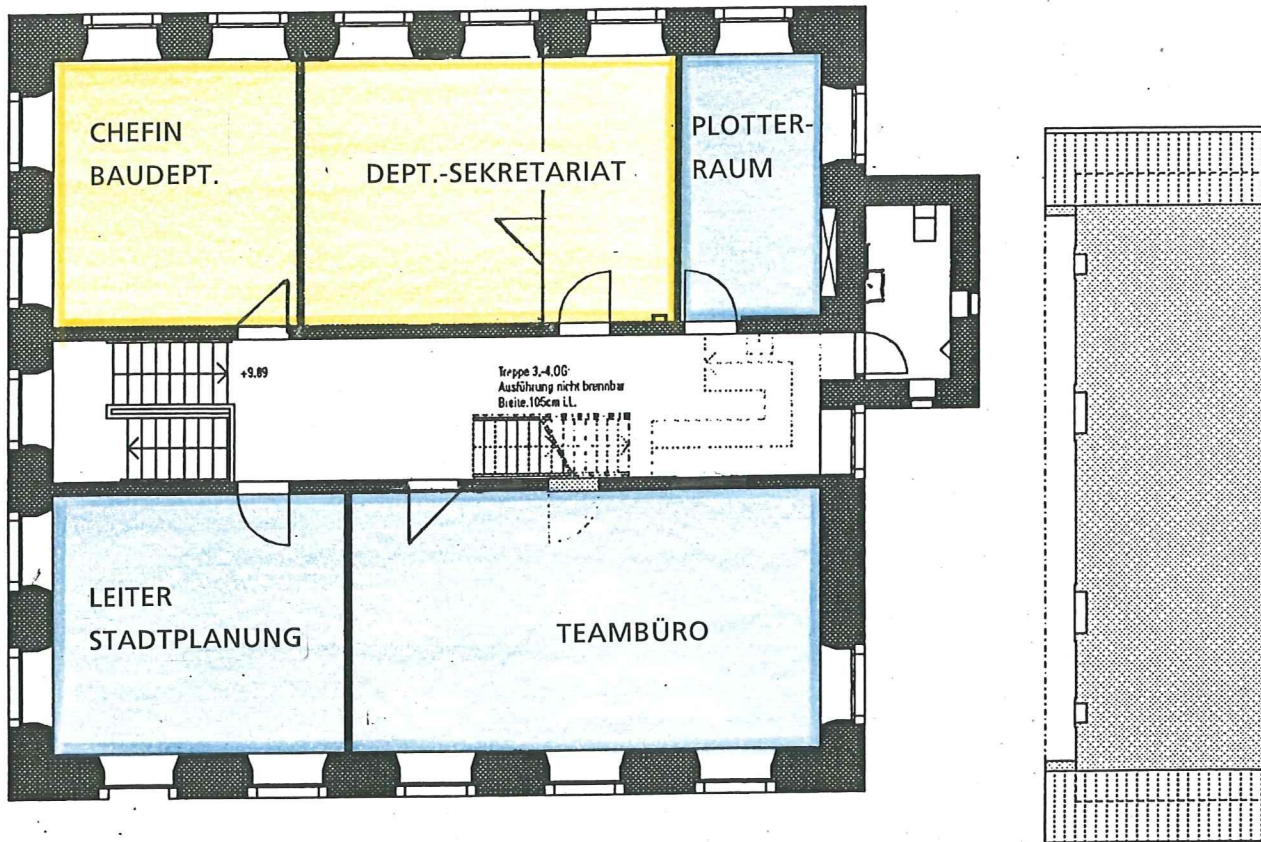 CHEFIN
BAUDEPT.
DEPT.-SEKRETARIAT
PLOTTER-
RAUM
+9.89
Treppe 3.-4.OG
Ausführung nicht brennbar
Breite.105cm i.L.
LEITER
STADTPLANUNG
TEAMBÜRO